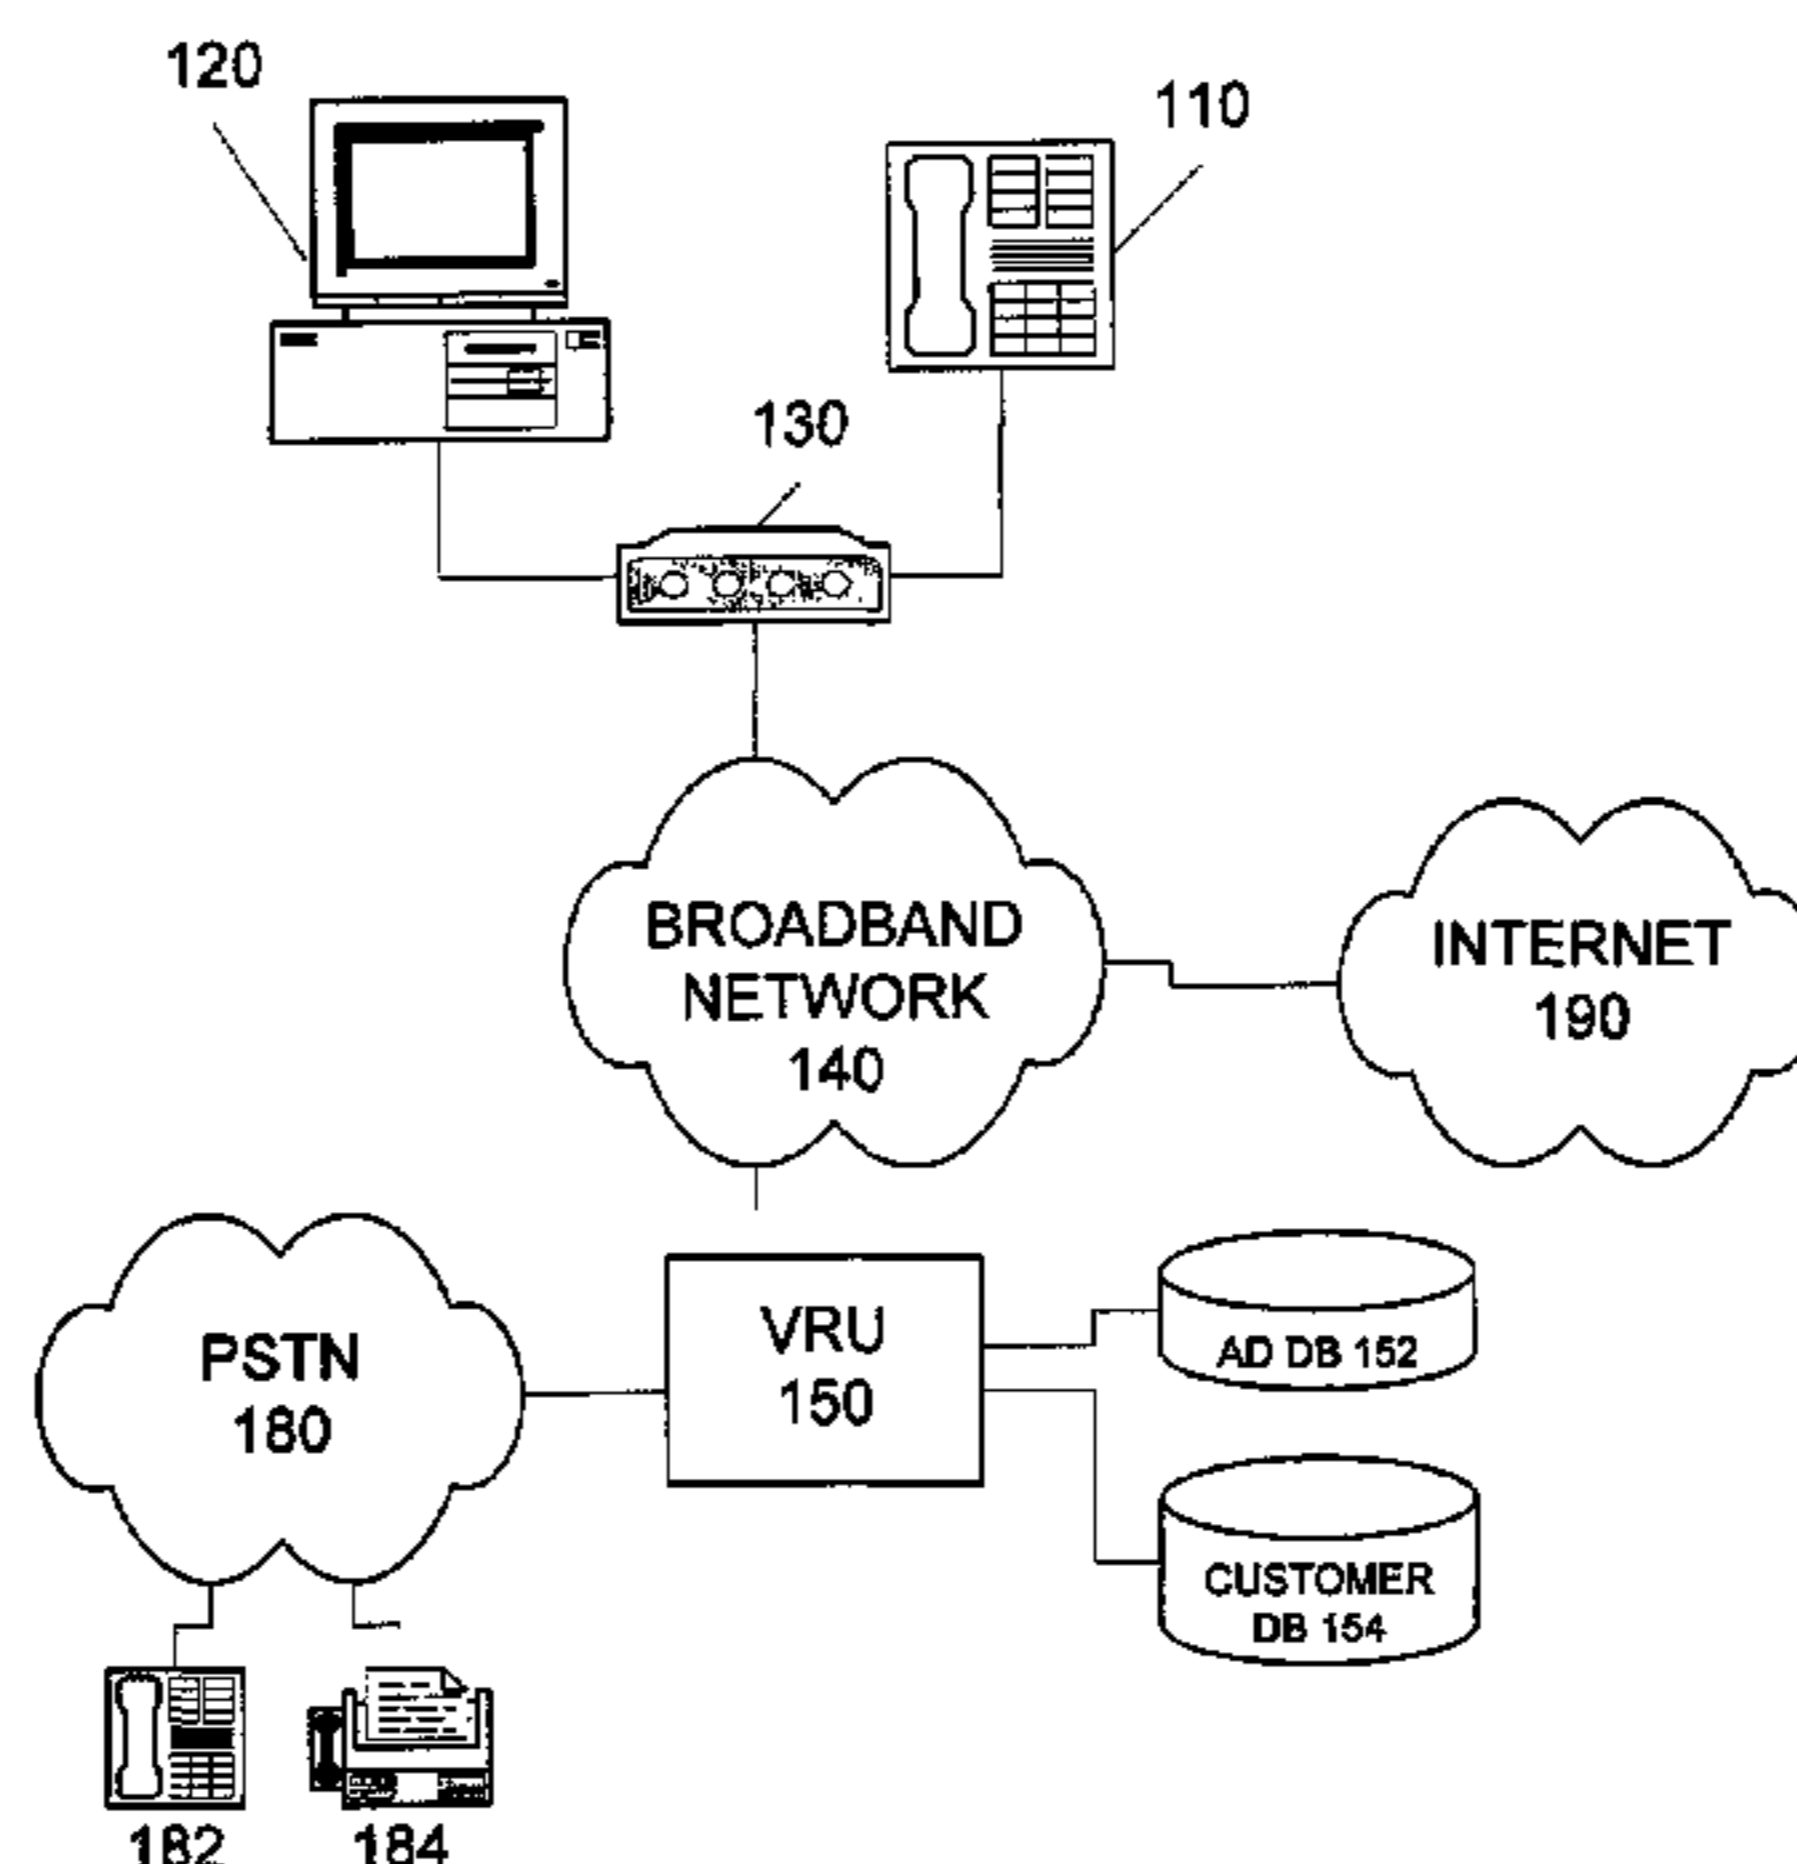 120
110
130
BROADBAND
NETWORK
140
INTERNET
190
PSTN
180
VRU
150
AD DB 152
CUSTOMER
DB 154
182
184